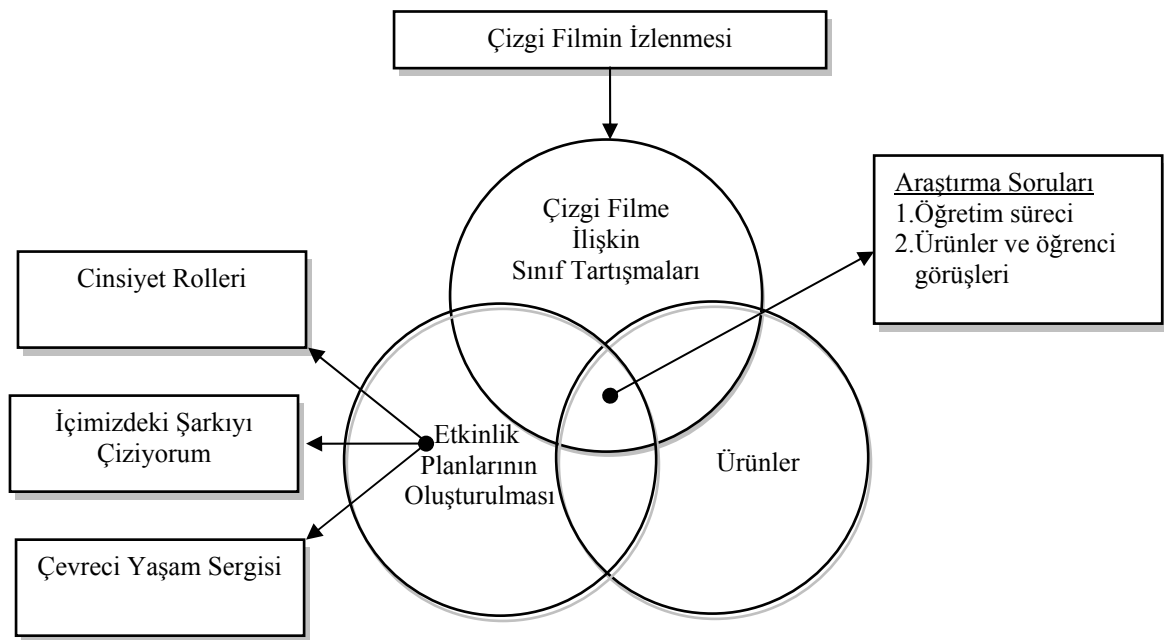 Çizgi Filmin İzlenmesi
Çizgi Filme
İlişkin
Sınıf Tartışmaları
Araştırma Soruları
1.Öğretim süreci
2.Ürünler ve öğrenci
görüşleri
Cinsiyet Rolleri
İçimizdeki Şarkıyı
Çiziyorum
Çevreci Yaşam Sergisi
Etkinlik
Planlarının
Oluşturulması
Ürünler